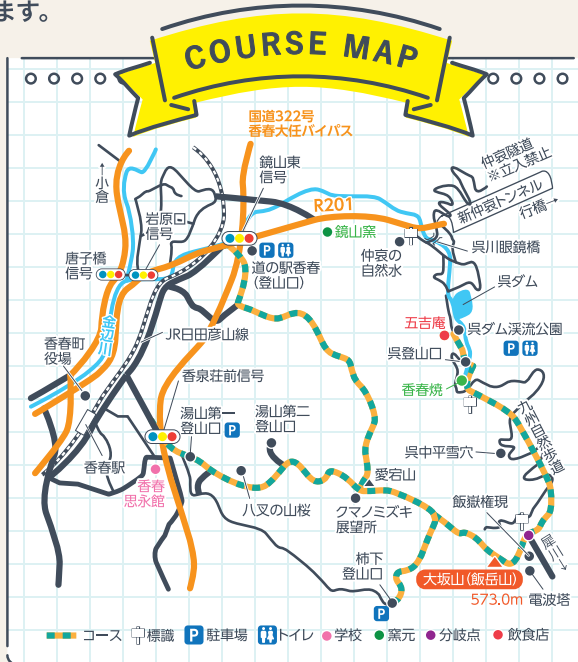 ます。
COURSE MAP
国道322号
香春大任バイパス
鏡山東
信号
仲哀隧道
※立入禁止
新仲哀トンネル
行橋→
←小倉
岩原口
信号
R201
鏡山窯
仲哀の
自然水
呉川眼鏡橋
唐子橋
信号
P
道の駅香春
(登山口)
呉ダム
金辺川
五吉庵
呉ダム渓流公園
P
香春町
役場
JR日田彦山線
呉登山口
香春焼
香泉荘前信号
九州自然歩道
湯山第一
登山口
P
湯山第二
登山口
呉中平雪穴
香春駅
香春
思永館
八叉の山桜
愛宕山
クマノミズキ
展望所
飯嶽権現
犀川→
柿下
登山口
大坂山(飯岳山)
573.0m
電波塔
P
コース
標識
P
駐車場
トイレ
学校
窯元
分岐点
飲食店